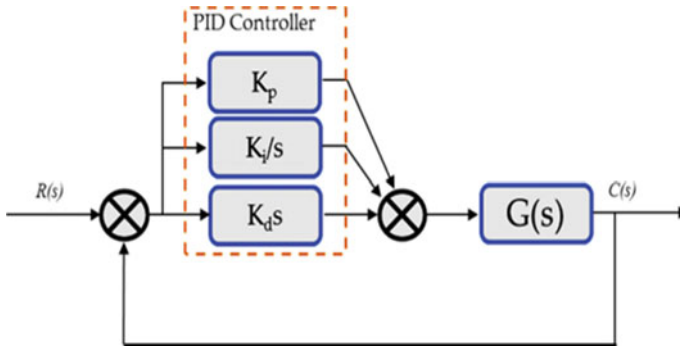 PID Controller
Kp
Ki/s
R(s)
Kds
G(s)
C(s)